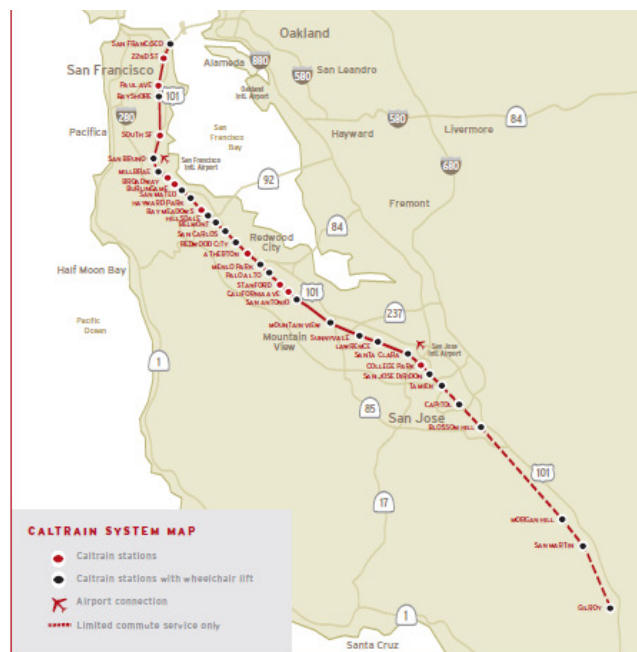 SAN FRANCISCO
22ND ST
PAUL AVE
BAYSHORE
SOUTH SF
SAN BRUNO
MILLBRAE
BROADWAY
BURLINGAME
SAN MATEO
HAYWARD PARK
BAY MEADOWS
HILLSDALE
BELMONT
SAN CARLOS
REDWOOD CITY
ATHERTON
MENLO PARK
PALO ALTO
STANFORD
CALIFORNIA AVE
SAN ANTONIO
MOUNTAIN VIEW
SUNNYVALE
LAWRENCE
SANTA CLARA
COLLEGE PARK
SAN JOSE DIRIDON
TAMIEN
CAPITOL
BLOSSOM HILL
MORGAN HILL
SAN MARTIN
GILROY
Oakland
San Francisco
Alameda
880
580
San Leandro
Oakland
Intl. Airport
101
280
84
580
Livermore
Hayward
Pacifica
San
Francisco
Bay
San Francisco
Intl. Airport
680
92
Fremont
84
Redwood
City
Half Moon Bay
101
237
Pacific
Ocean
Mountain
View
San Jose
Intl. Airport
1
85
San Jose
101
17
1
Santa Cruz
CALTRAIN SYSTEM MAP
Caltrain stations
Caltrain stations with wheelchair lift
Airport connection
Limited commute service only